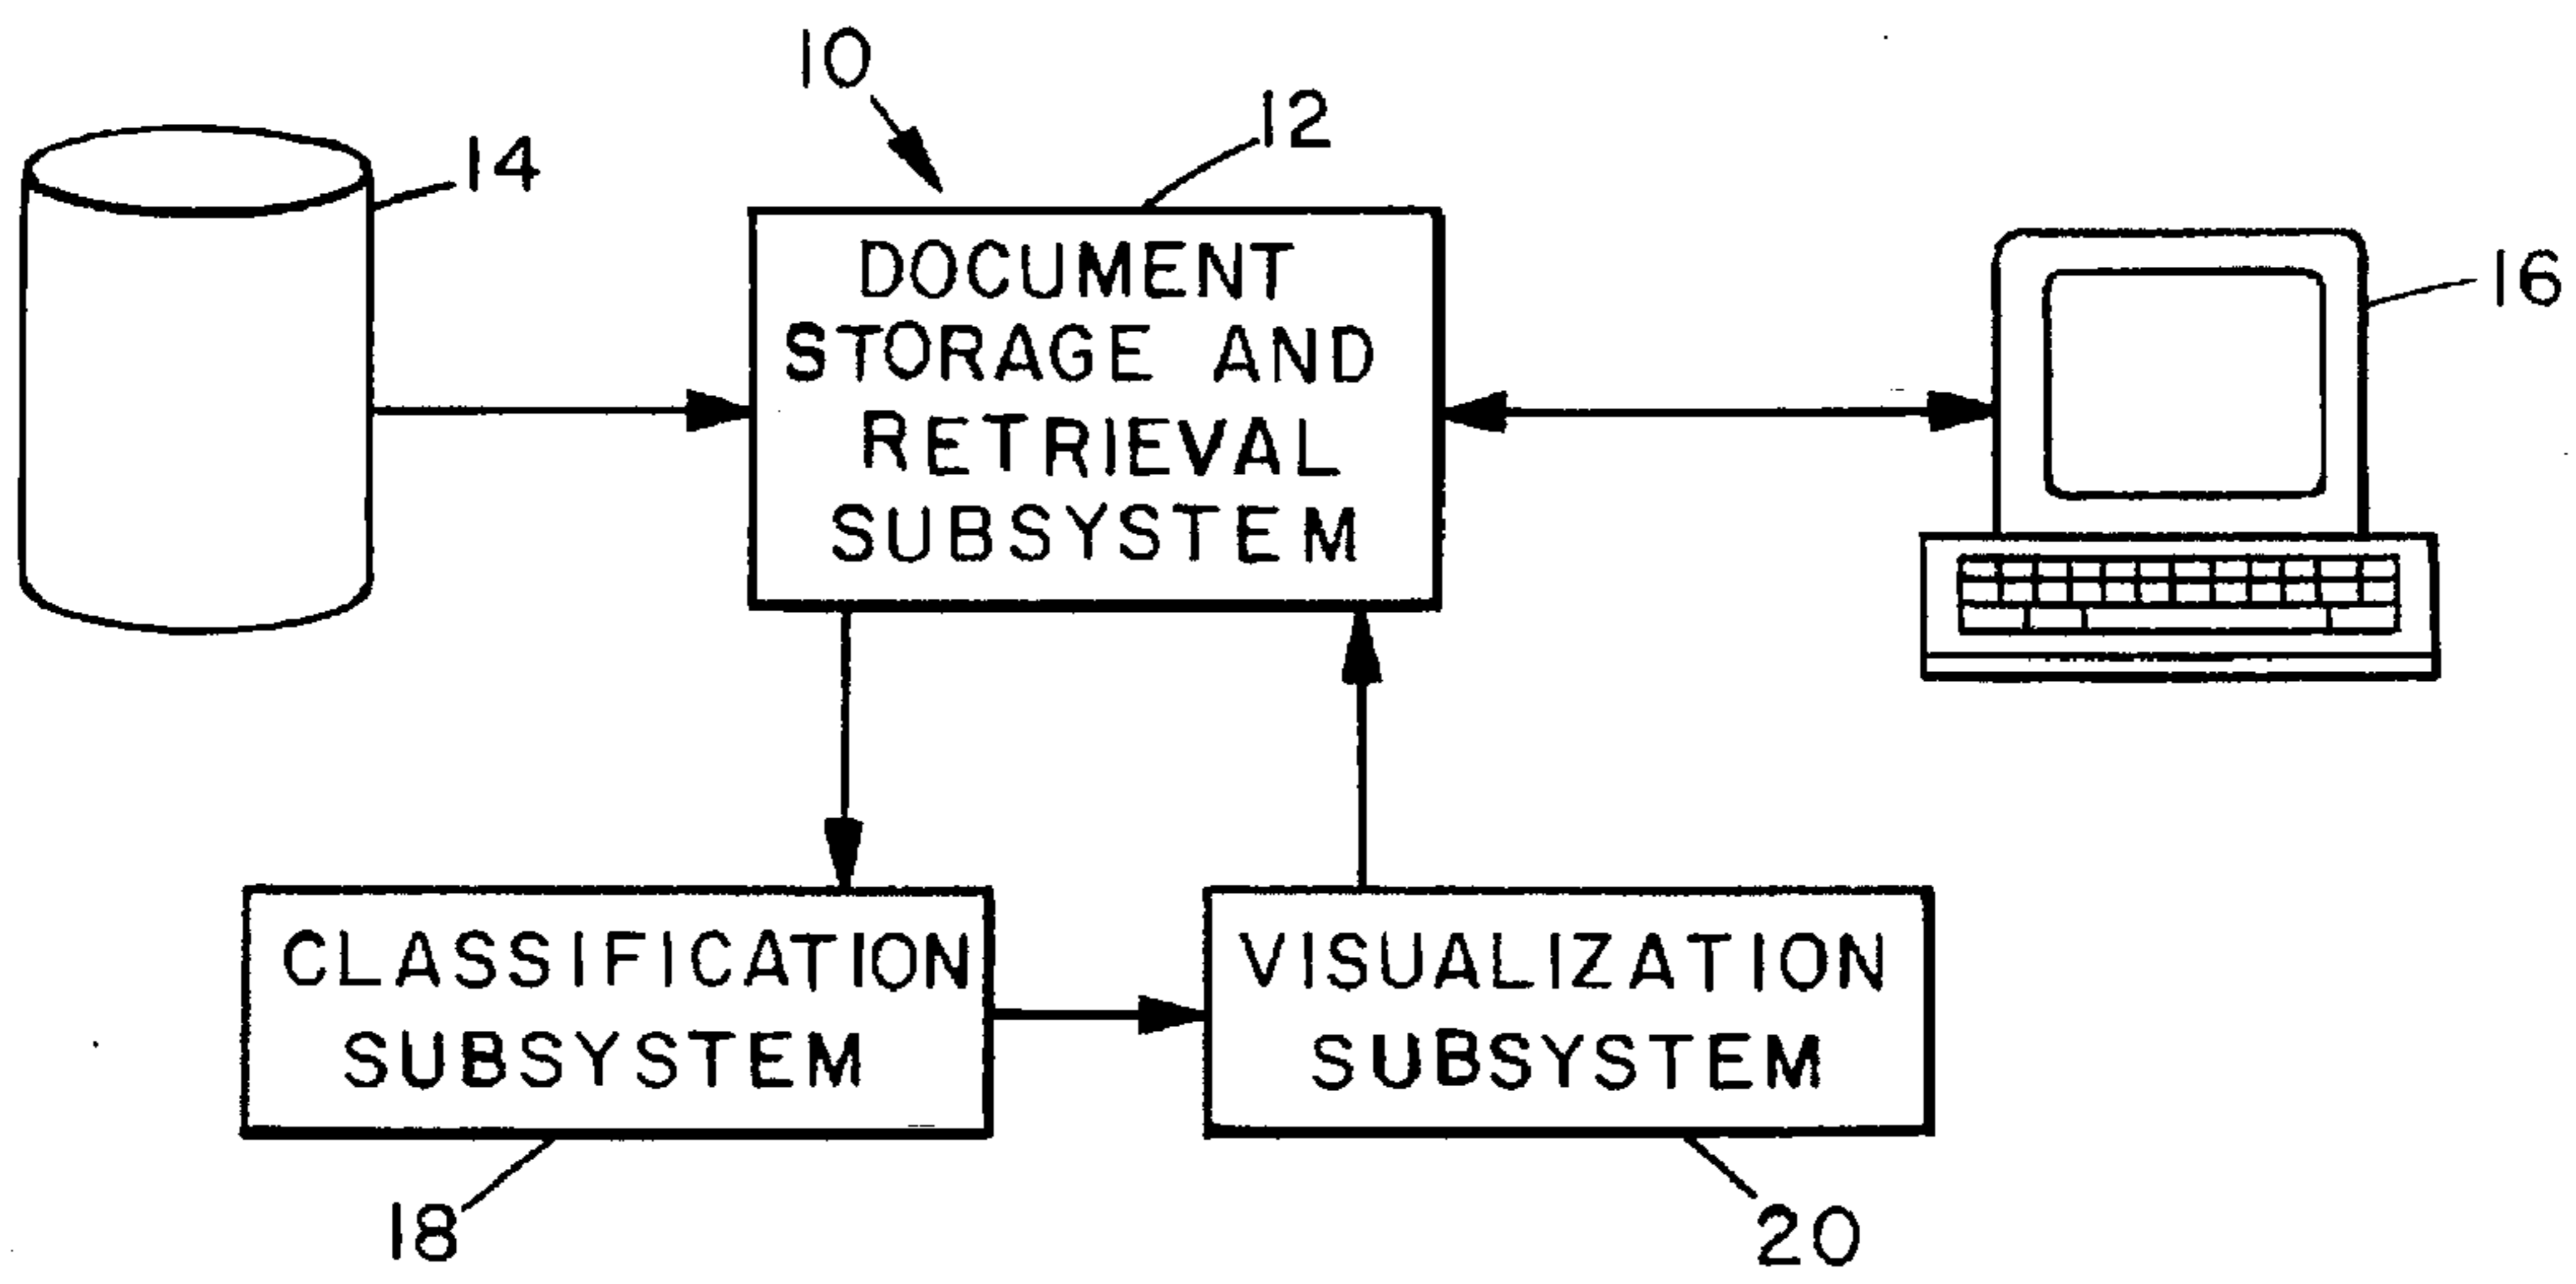 10
12
14
DOCUMENT
STORAGE AND
RETRIEVAL
SUBSYSTEM
16
CLASSIFICATION
SUBSYSTEM
VISUALIZATION
SUBSYSTEM
18
20